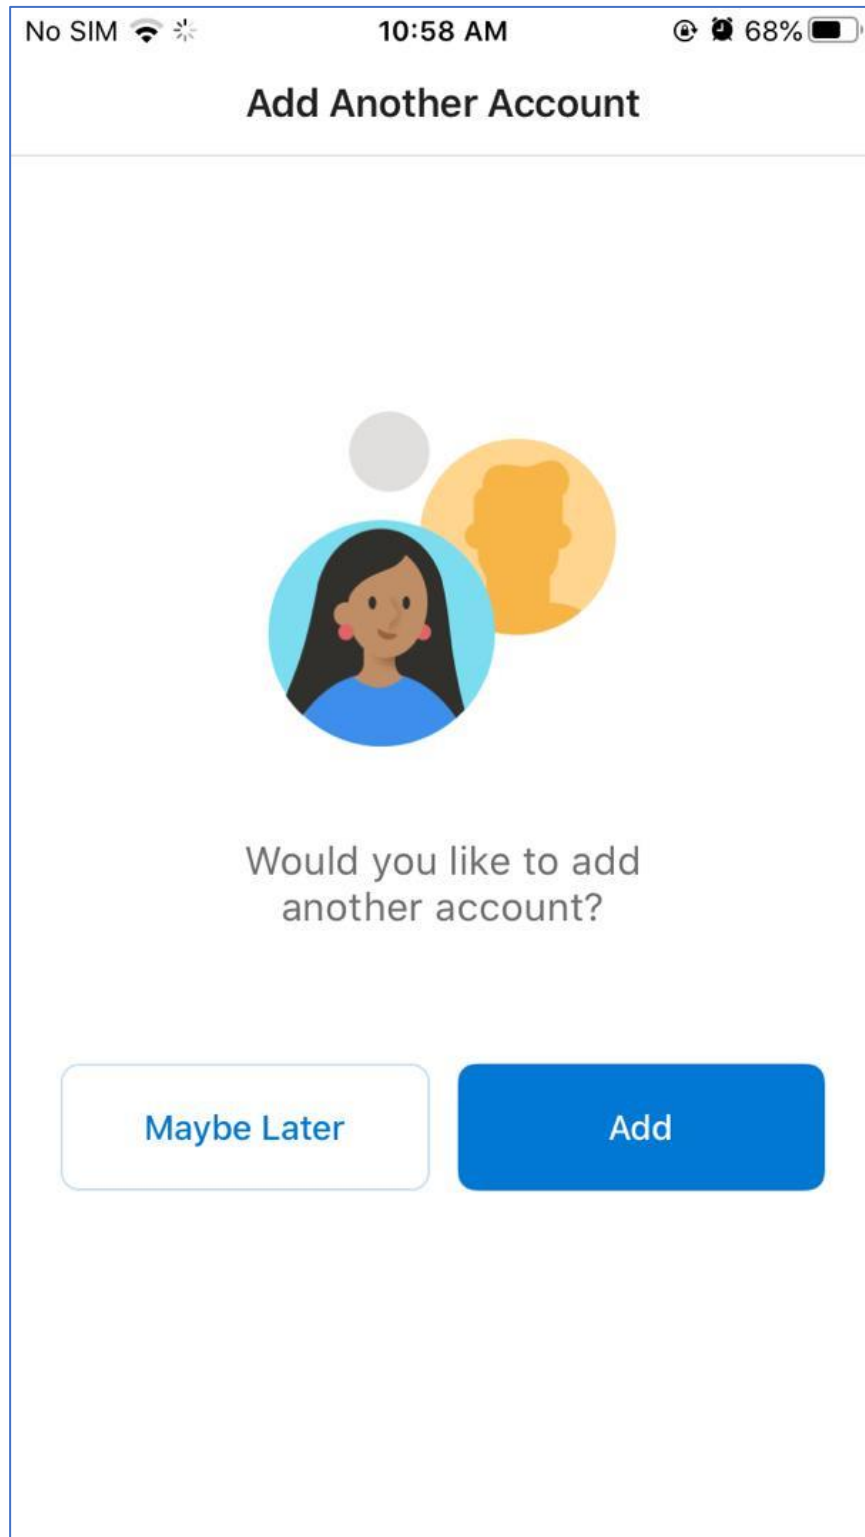 No SIM 10:58 AM 68%
Add Another Account
Would you like to add
another account?
Maybe Later Add